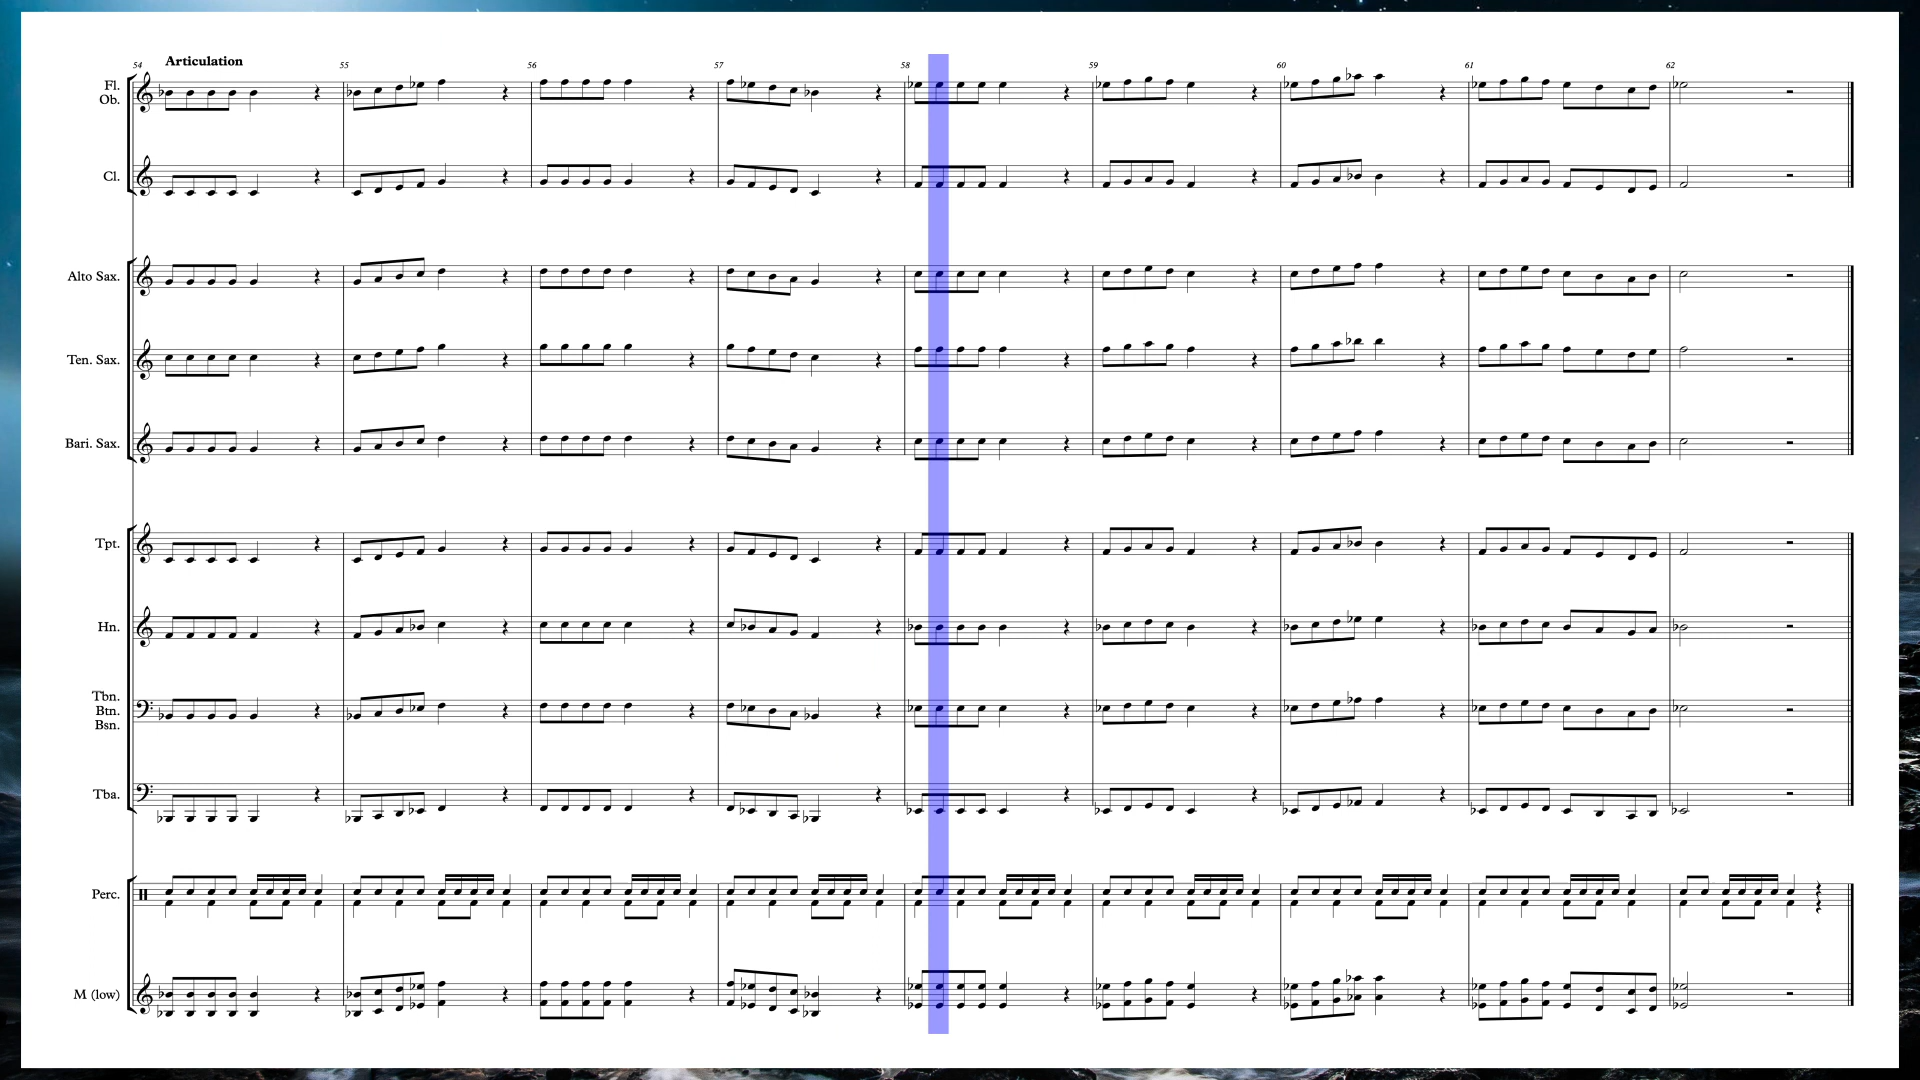 Articulation
54 55 56 57 58 59 60 61 62
Fl.
Ob.
Cl.
Alto Sax.
Ten. Sax.
Bari. Sax.
Tpt.
Hn.
Tbn.
Btn.
Bsn.
Tba.
Perc.
M (low)